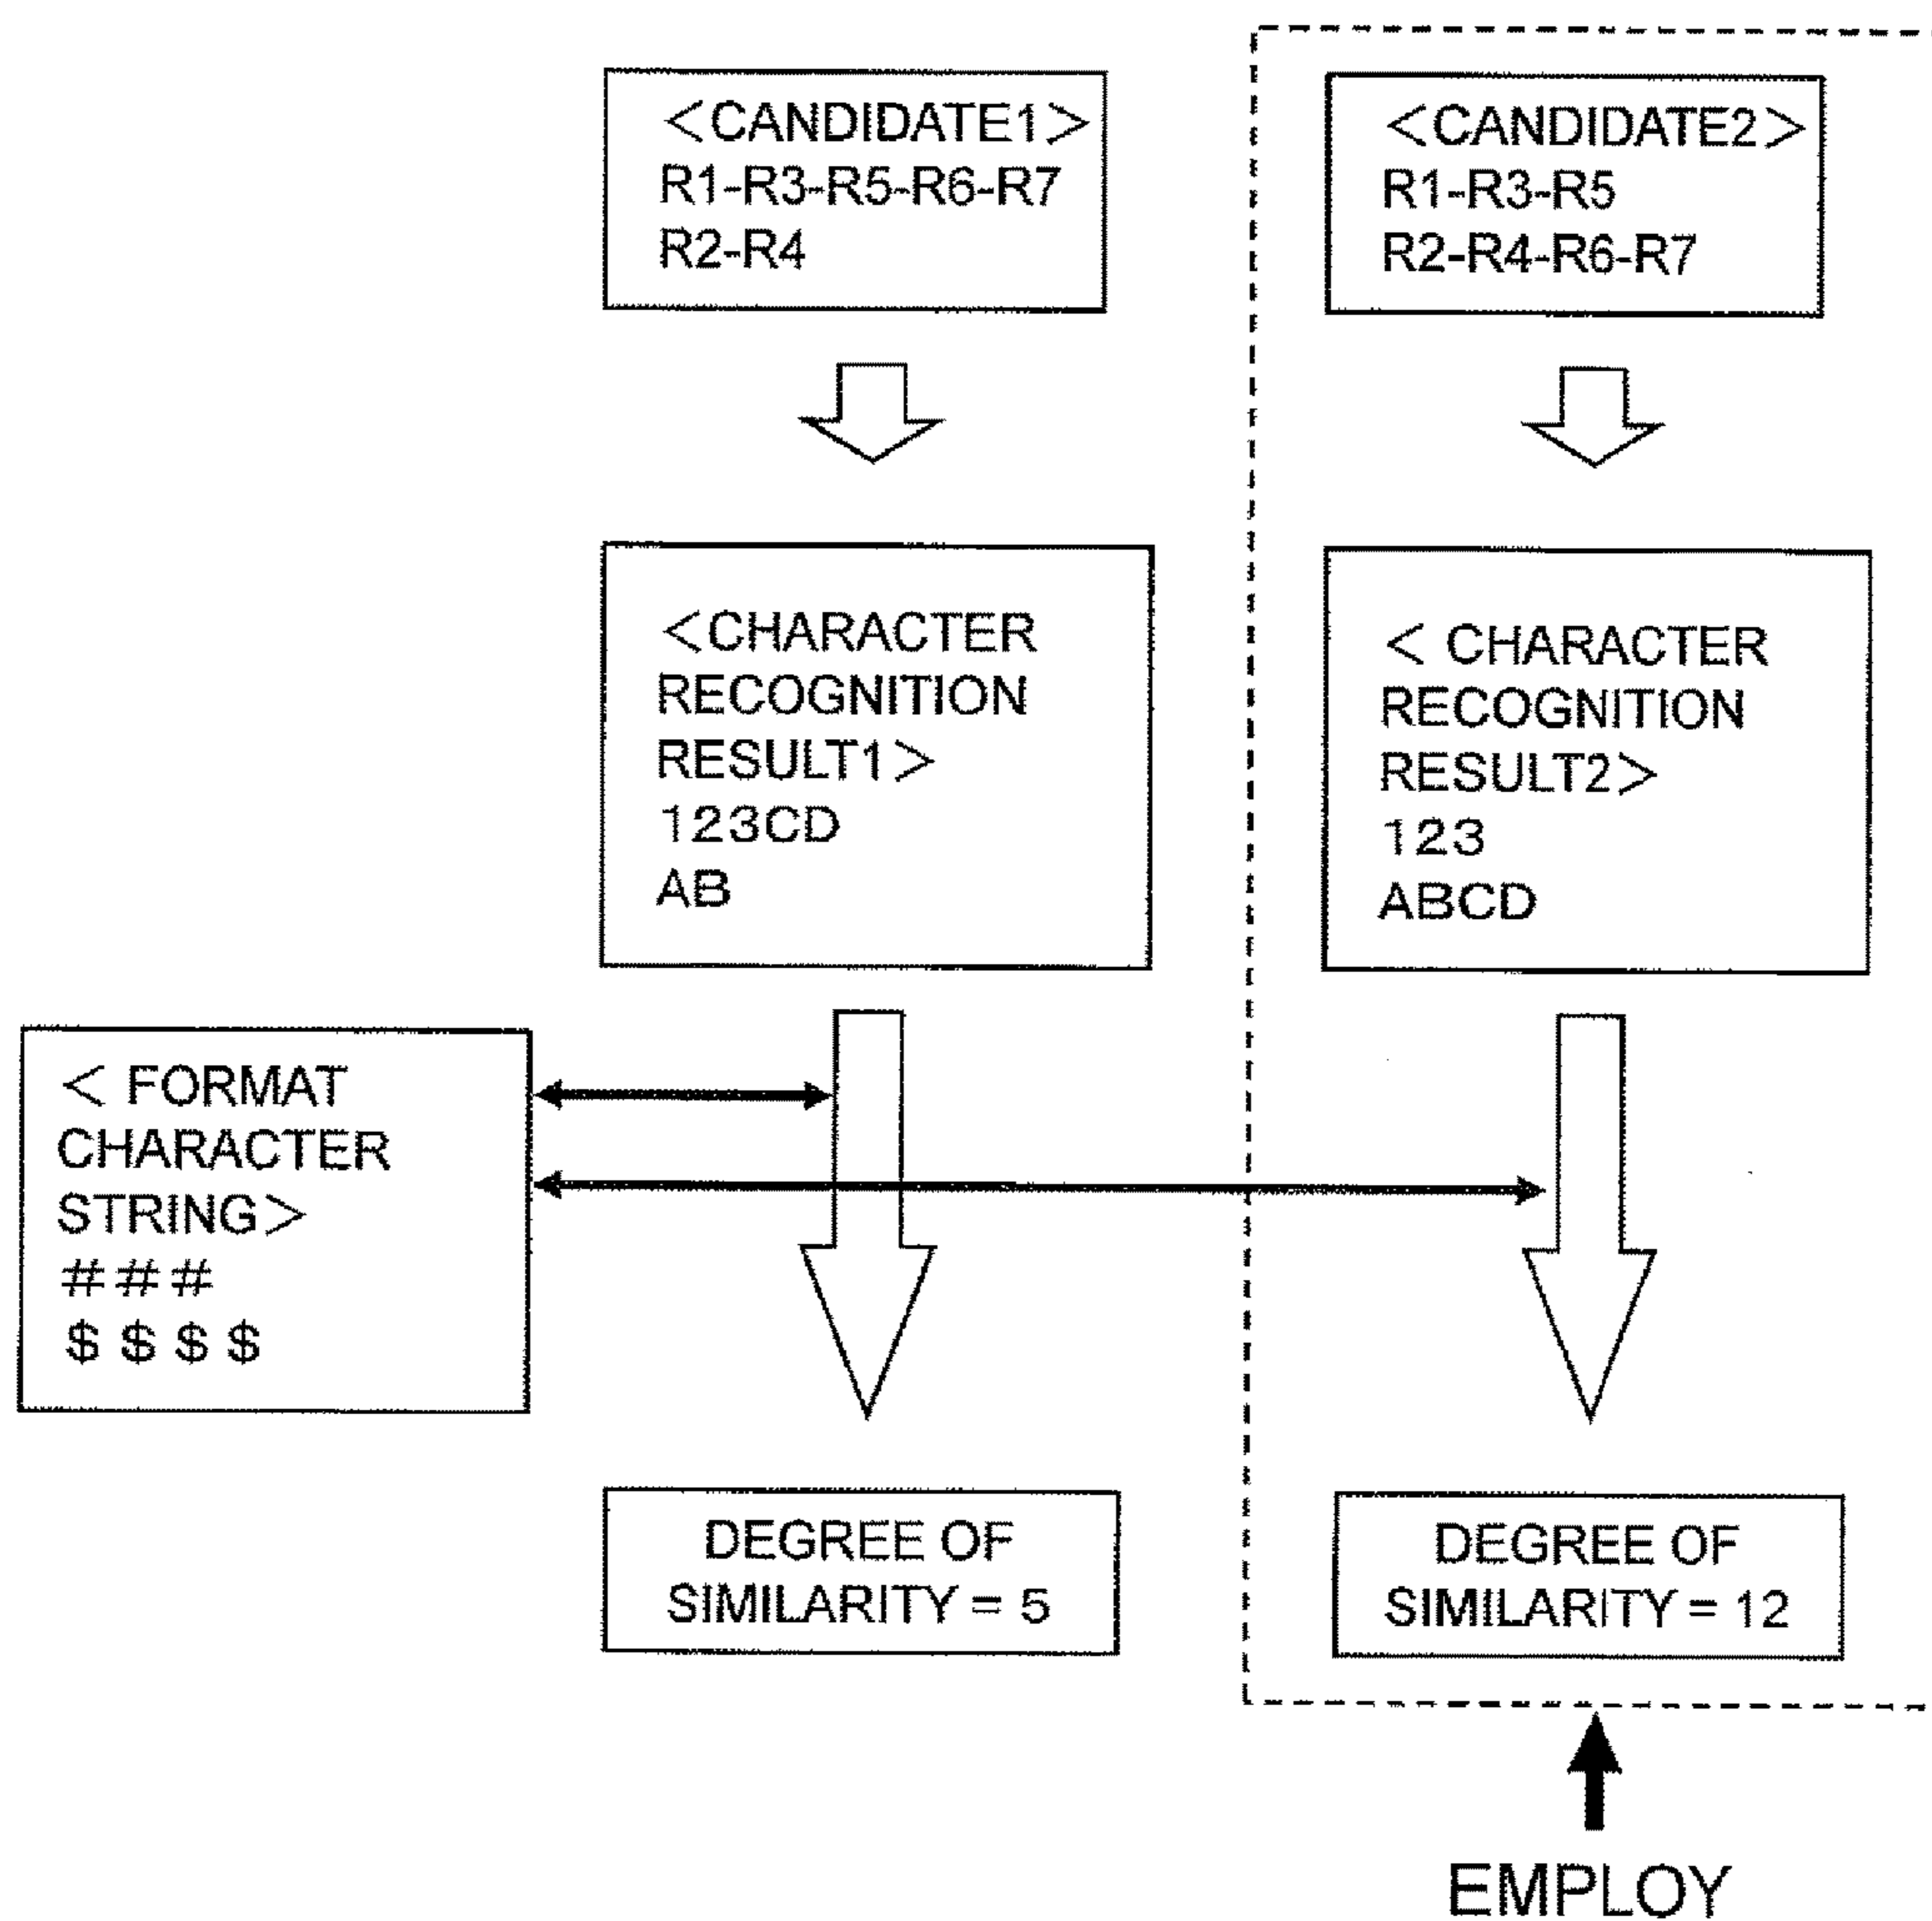 <CANDIDATE1>
R1-R3-R5-R6-R7
R2-R4
<CANDIDATE2>
R1-R3-R5
R2-R4-R6-R7
<CHARACTER
RECOGNITION
RESULT1>
123CD
AB
< CHARACTER
RECOGNITION
RESULT2>
123
ABCD
< FORMAT
CHARACTER
STRING>
###
$$$$
DEGREE OF
SIMILARITY = 5
DEGREE OF
SIMILARITY = 12
EMPLOY